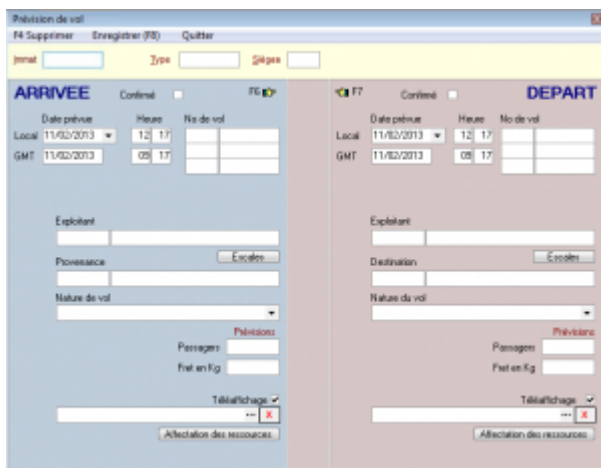 Prévision de vol
F4 Supprimer Enregistrer (F8) Quitter
Immat Type Sièges
ARRIVEE Confirmé F6
Date prévue Heure No de vol
Local 11/02/2013 12 17
GMT 11/02/2013 09 17
Exploitant
Escales
Provenance
Nature de vol
Prévisions
Passagers
Fret en Kg
Téléaffichage
... X
Affectation des ressources
F7 Confirmé DEPART
Date prévue Heure No de vol
Local 11/02/2013 12 17
GMT 11/02/2013 09 17
Exploitant
Escales
Destination
Nature du vol
Prévisions
Passagers
Fret en Kg
Téléaffichage
... X
Affectation des ressources